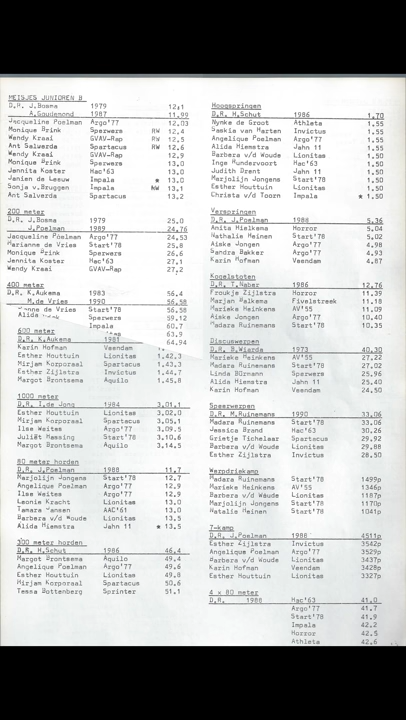 MEISJES JUNIOREN B
D.R. J.Bosma 1979 12,1
A.Goudmond 1987 11,99
Jacqueline Poelman Argo'77 12,03
Monique Brink Sperwers RW 12,4
Wendy Kraai GVAV-Rap RW 12,5
Ant Salverda Spartacus RW 12,6
Wendy Kraai GVAV-Rap 12,9
Monique Brink Sperwers 13,0
Jannita Koster Hac'63 13,0
Janien de Leeuw Impala * 13,0
Sonja v.Bruggen Impala NW 13,1
Ant Salverda Spartacus 13,2
200 meter
D.R. J.Bosma 1979 25,0
J.Poelman 1989 24,76
Jacqueline Poelman Argo'77 24,53
Marianne de Vries Start'78 25,8
Monique Brink Sperwers 26,6
Jannita Koster Hac'63 27,1
Wendy Kraai GVAV-Rap 27,2
400 meter
D.R. K.Aukema 1983 56,4
M.de Vries 1990 56,58
nne de Vries Start'78 56,58
Alida Sperwers 59,12
Impala 60,7
63,9
64,94
600 meter
D.R. K.Aukema 1981
Karin Hofman Veendam
Esther Houttuin Lionitas 1.42,3
Mirjam Korporaal Spartacus 1.43,3
Esther Zijlstra Invictus 1.44,7
Margot Brontsema Aquilo 1.45,8
1000 meter
D.R. I.de Jong 1984 3.01,1
Esther Houttuin Lionitas 3.02,0
Mirjam Korporaal Spartacus 3.05,1
Ilse Waites Argo'77 3.09,5
Juliët Hessing Start'78 3.10,6
Margot Brontsema Aquilo 3.14,5
80 meter horden
D.R. J.Poelman 1988 11,7
Marjolijn Jongens Start'78 12,7
Angelique Poelman Argo'77 12,9
Ilse Waites Argo'77 12,9
Leonie Kracht Lionitas 13,0
Tamara Hansen AAC'61 13,0
Barbera v/d Woude Lionitas 13,5
Alida Hiemstra Jahn 11 * 13,5
300 meter horden
D.R. H.Schut 1986 46,4
Margot Brontsema Aquilo 49,4
Angelique Poelman Argo'77 49,6
Esther Houttuin Lionitas 49,8
Mirjam Korporaal Spartacus 50,6
Tessa Bottenberg Sprinter 51,1
Hoogspringen
D.R. H.Schut 1986 1,70
Nynke de Groot Athleta 1.55
Saskia van Harten Invictus 1.55
Angelique Poelman Argo'77 1.55
Alida Hiemstra Jahn 11 1.55
Barbera v/d Woude Lionitas 1.50
Inge Rundervoort Hac'63 1.50
Judith Drent Jahn 11 1.50
Marjolijn Jongens Start'78 1.50
Esther Houttuin Lionitas 1.50
Christa v/d Toorn Impala * 1.50
Verspringen
D.R. J.Poelman 1988 5,36
Anita Hiekema Horror 5,04
Nathalie Heinen Start'78 5,02
Aiske Jongen Argo'77 4,98
Sandra Bakker Argo'77 4,93
Karin Hofman Veendam 4,87
Kogelstoten
D.R. T.Naber 1986 12,76
Froukje Zijlstra Horror 11,39
Marjan Balkema Fivelstreek 11,18
Marieke Heinkens AV'55 11,09
Aiske Jongen Argo'77 10,40
Madara Ruinemans Start'78 10,35
Discuswerpen
D.R. B.Wierda 1973 40,30
Marieke Heinkens AV'55 27,22
Madara Ruinemans Start'78 27,02
Linda Bürmann Sperwers 25,96
Alida Hiemstra Jahn 11 25,40
Karin Hofman Veendam 24,50
Speerwerpen
D.R. M.Ruinemans 1990 33,06
Madara Ruinemans Start'78 33,06
Jessica Brand Hac'63 30,26
Grietje Tichelaar Spartacus 29,92
Barbera v/d Woude Lionitas 29,88
Esther Zijlstra Invictus 28,50
Werpdriekamp
Madara Ruinemans Start'78 1499p
Marieke Heinkens AV'55 1346p
Barbera v/d Woude Lionitas 1187p
Marjolijn Jongens Start'78 1170p
Natalie Heinen Start'78 1041p
7-kamp
D.R. J.Poelman 1988 4511p
Esther Zijlstra Invictus 3542p
Angelique Poelman Argo'77 3529p
Barbera v/d Woude Lionitas 3437p
Karin Hofman Veendam 3428p
Esther Houttuin Lionitas 3327p
4 x 80 meter
D.R. 1988 Hac'63 41.0
Argo'77 41.7
Start'78 41.9
Impala 42.2
Horror 42.5
Athleta 42.6